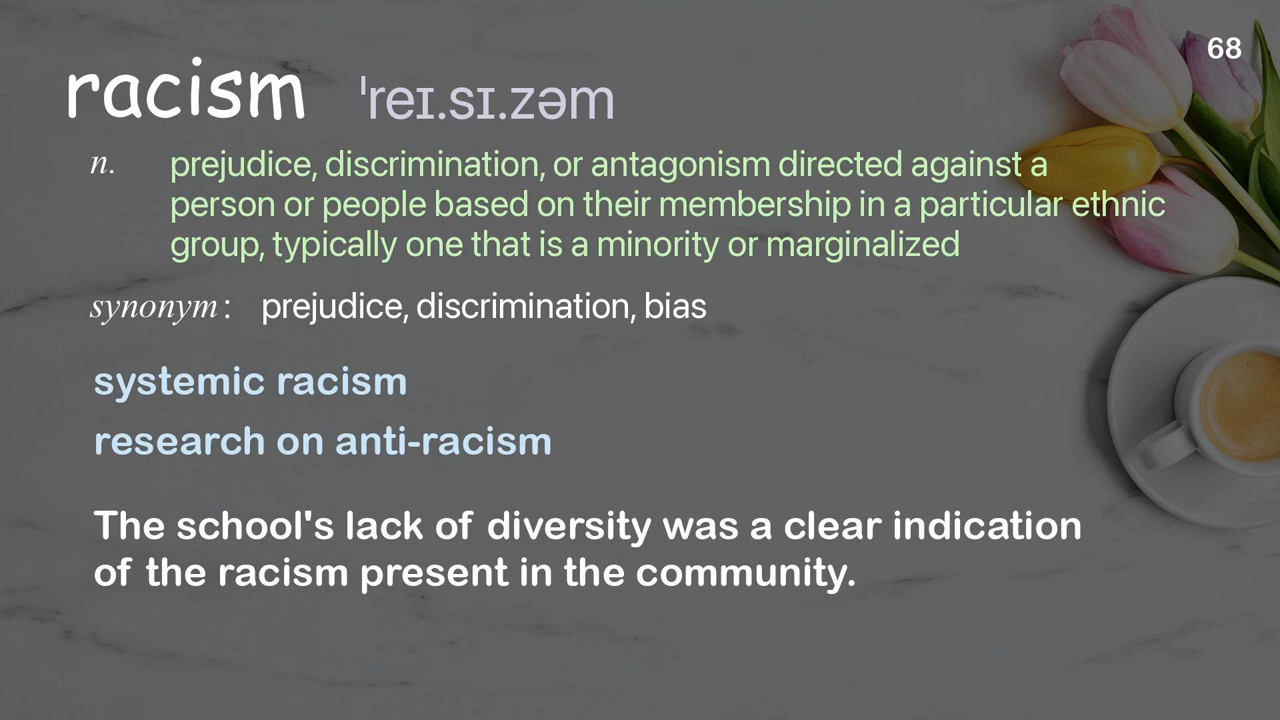 68
racism ˈreɪ.sɪ.zəm
n. prejudice, discrimination, or antagonism directed against a
person or people based on their membership in a particular ethnic
group, typically one that is a minority or marginalized
synonym: prejudice, discrimination, bias
systemic racism
research on anti-racism
The school's lack of diversity was a clear indication
of the racism present in the community.